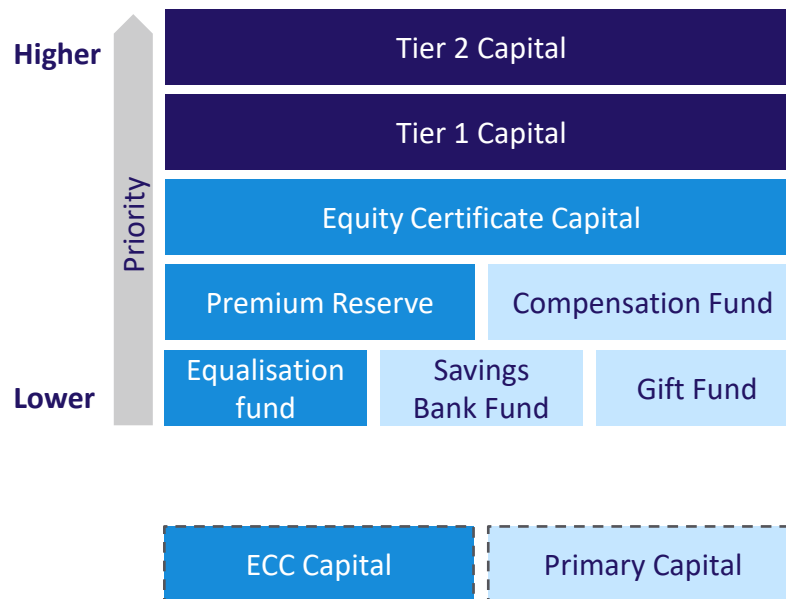 Higher
Tier 2 Capital
Tier 1 Capital
Priority
Equity Certificate Capital
Premium Reserve
Compensation Fund
Lower
Equalisation
fund
Savings
Bank Fund
Gift Fund
ECC Capital
Primary Capital